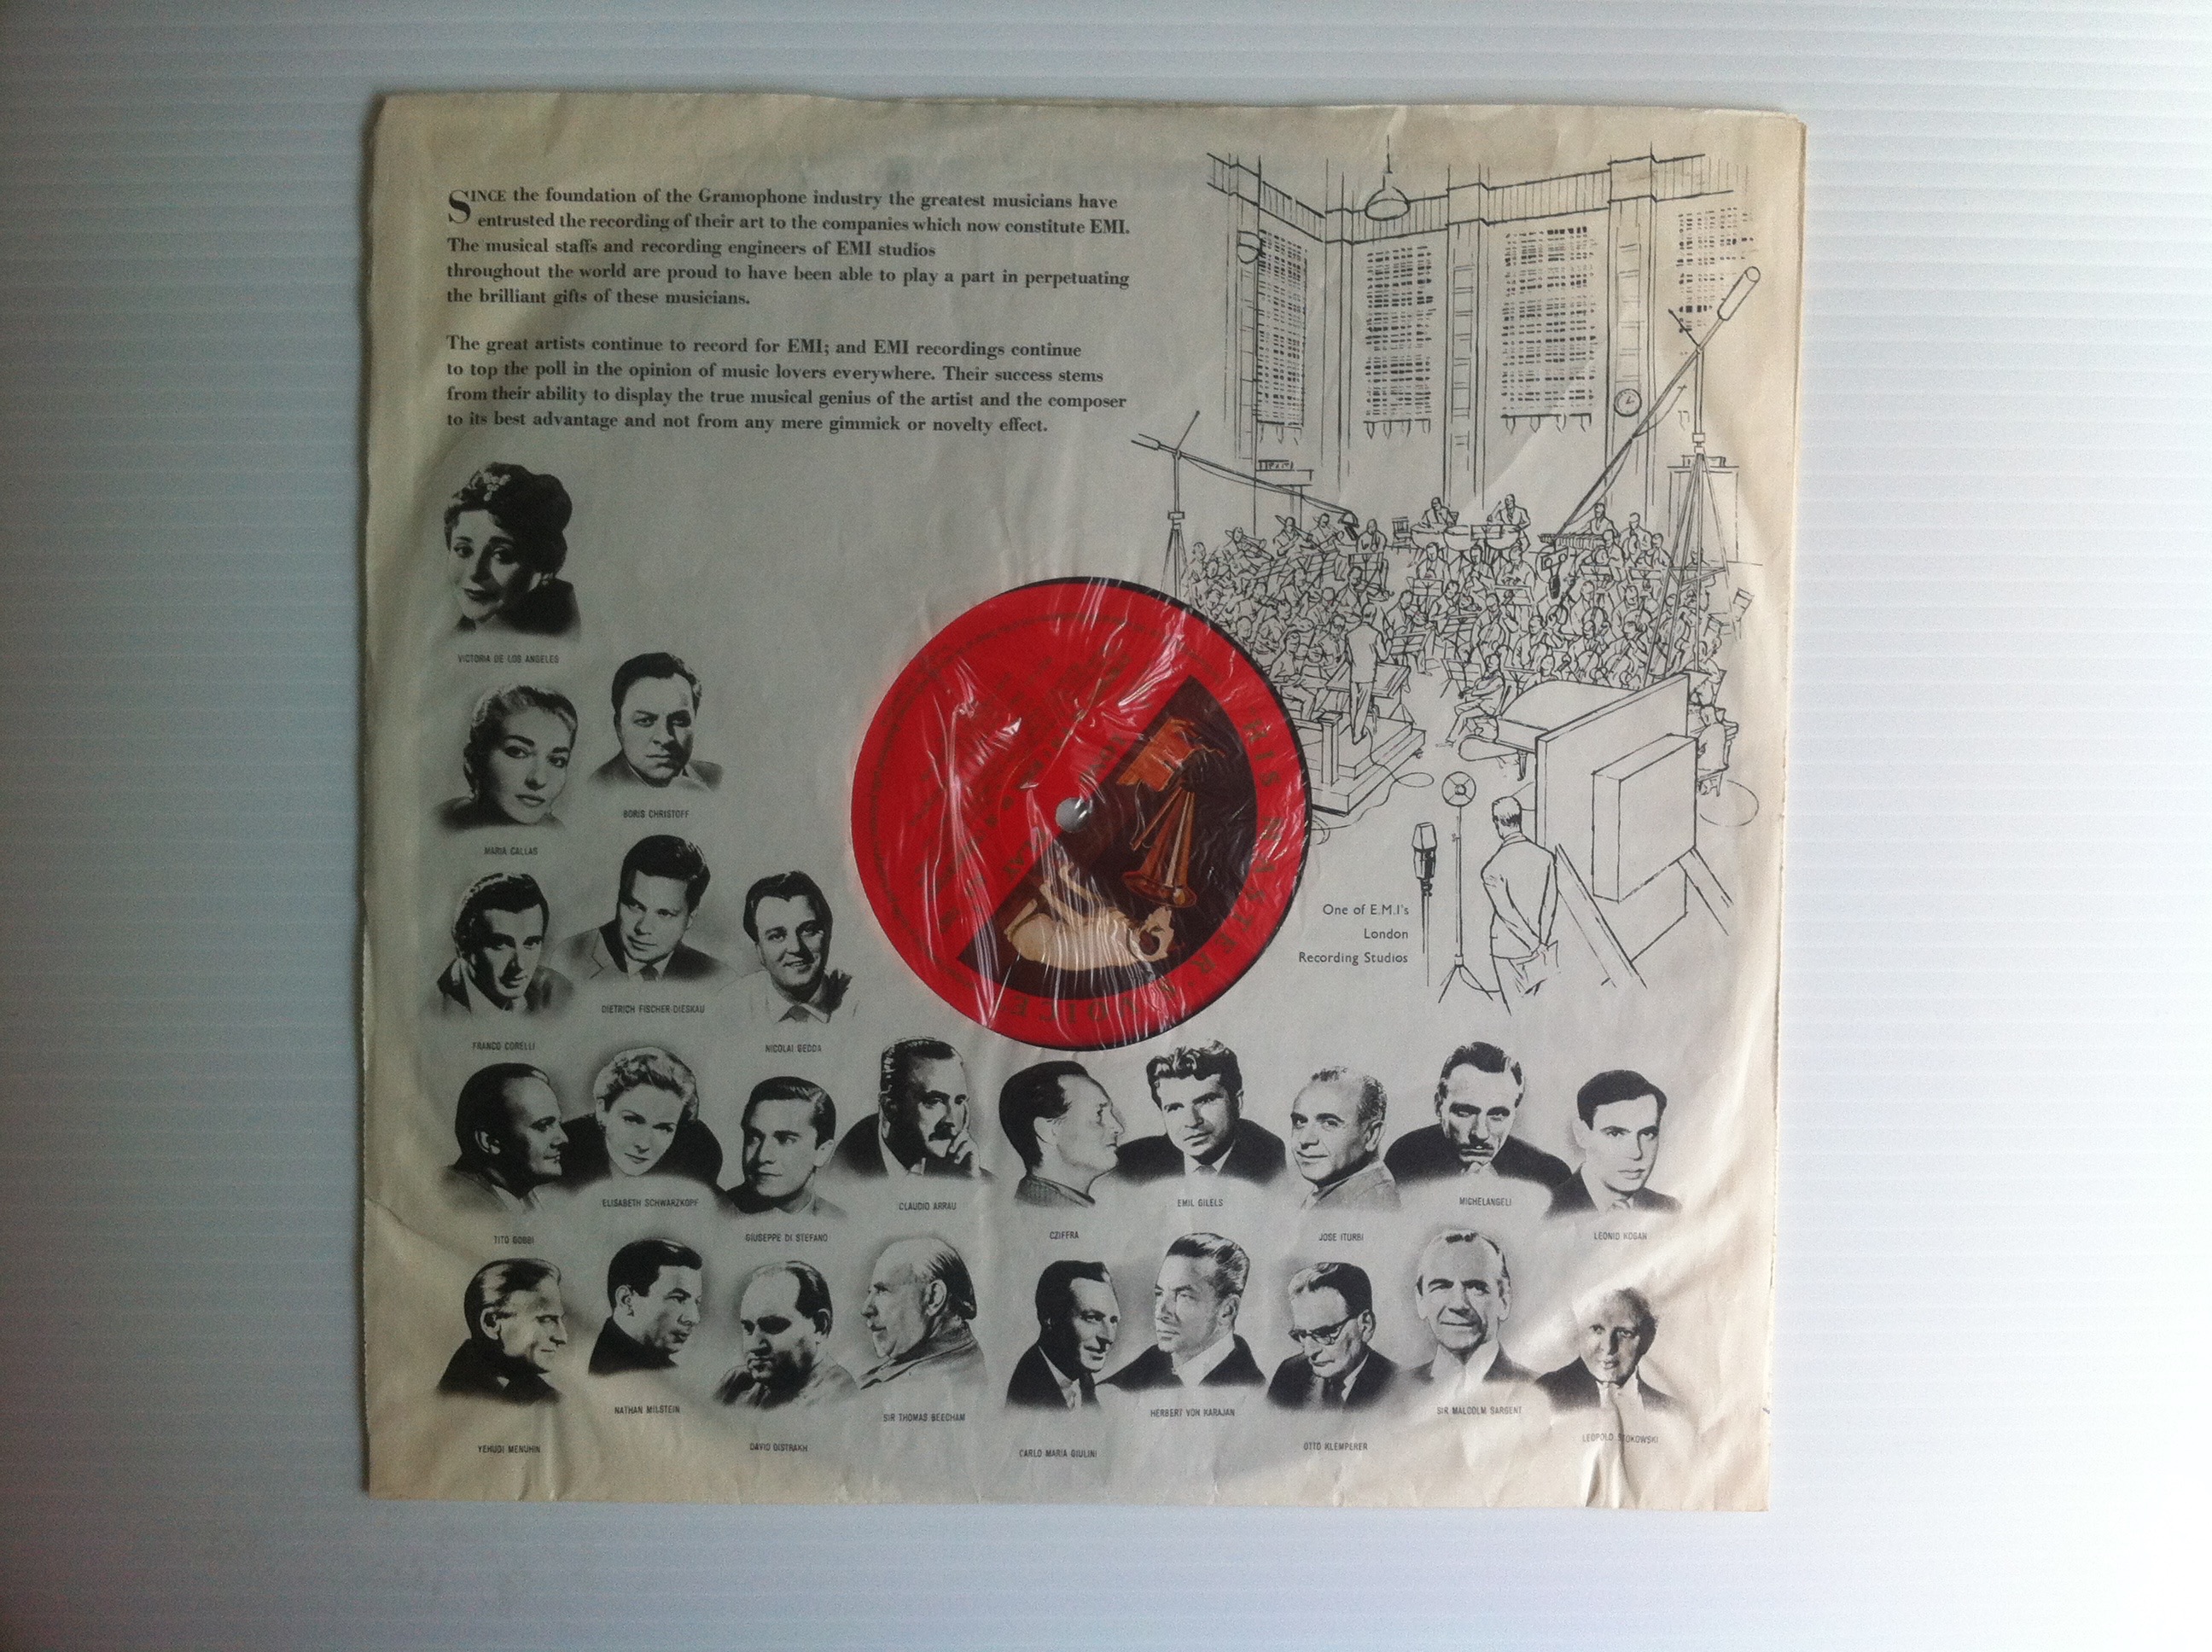 SINCE the foundation of the Gramophone industry the greatest musicians have
entrusted the recording of their art to the companies which now constitute EMI.
The musical staffs and recording engineers of EMI studios
throughout the world are proud to have been able to play a part in perpetuating
the brilliant gifts of these musicians.
The great artists continue to record for EMI; and EMI recordings continue
to top the poll in the opinion of music lovers everywhere. Their success stems
from their ability to display the true musical genius of the artist and the composer
to its best advantage and not from any mere gimmick or novelty effect.
VICTORIA DE LOS ANGELES
BORIS CHRISTOFF
MARIA CALLAS
HIS MASTER'S VOICE
One of E.M.I's
London
Recording Studios
DIETRICH FISCHER-DIESKAU
FRANCO CORELLI
NICOLAI GEDDA
ELISABETH SCHWARZKOPF
CLAUDIO ARRAU
EMIL GILELS
MICHELANGELI
TITO GOBBI
GIUSEPPE DI STEFANO
CZIFFRA
JOSE ITURBI
LEONID KOGAN
NATHAN MILSTEIN
SIR THOMAS BEECHAM
HERBERT VON KARAJAN
SIR MALCOLM SARGENT
YEHUDI MENUHIN
DAVID OISTRAKH
CARLO MARIA GIULINI
OTTO KLEMPERER
LEOPOLD STOKOWSKI